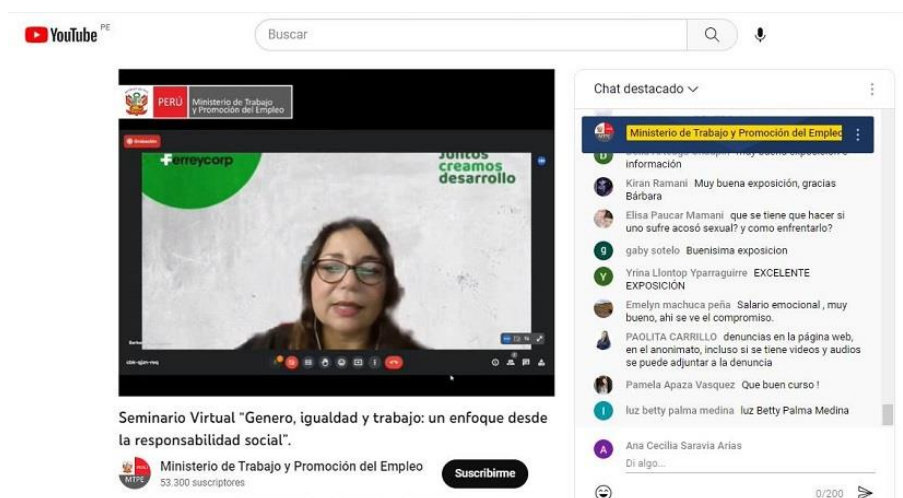 YouTube PE
Buscar
PERÚ
Ministerio de Trabajo
y Promoción del Empleo
Grabación
Ferreycorp
Juntos
creamos
desarrollo
Seminario Virtual "Genero, igualdad y trabajo: un enfoque desde
la responsabilidad social".
MTPE
Ministerio de Trabajo y Promoción del Empleo
53.300 suscriptores
Suscribirme
Chat destacado
Ministerio de Trabajo y Promoción del Empleo
información
Kiran Ramani Muy buena exposición, gracias
Bárbara
Elisa Paucar Mamani que se tiene que hacer si
uno sufre acosó sexual? y como enfrentarlo?
g gaby sotelo Buenisima exposicion
Y Yrina Llontop Yparraguirre EXCELENTE
EXPOSICIÓN
Emelyn machuca peña Salario emocional , muy
bueno, ahi se ve el compromiso.
PAOLITA CARRILLO denuncias en la página web,
en el anonimato, incluso si se tiene videos y audios
se puede adjuntar a la denuncia
Pamela Apaza Vasquez Que buen curso !
l luz betty palma medina luz Betty Palma Medina
A Ana Cecilia Saravia Arias
Di algo...
0/200